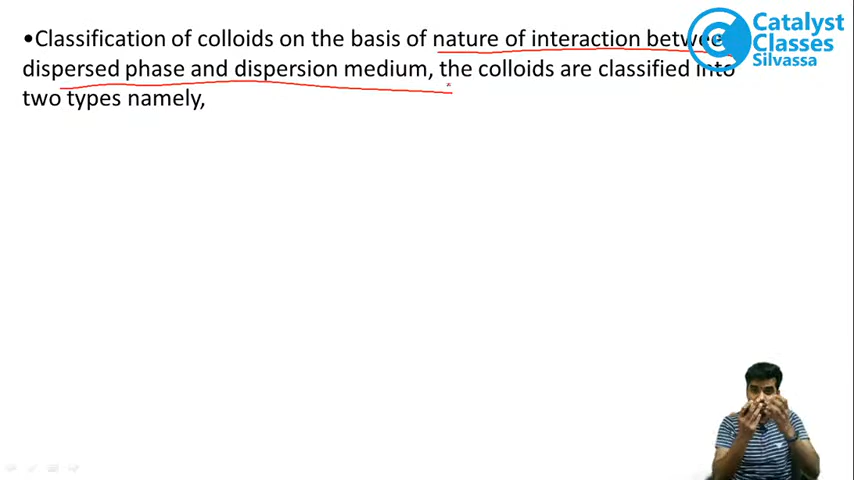 •Classification of colloids on the basis of nature of interaction between
dispersed phase and dispersion medium, the colloids are classified into
two types namely,
Catalyst
Classes
Silvassa